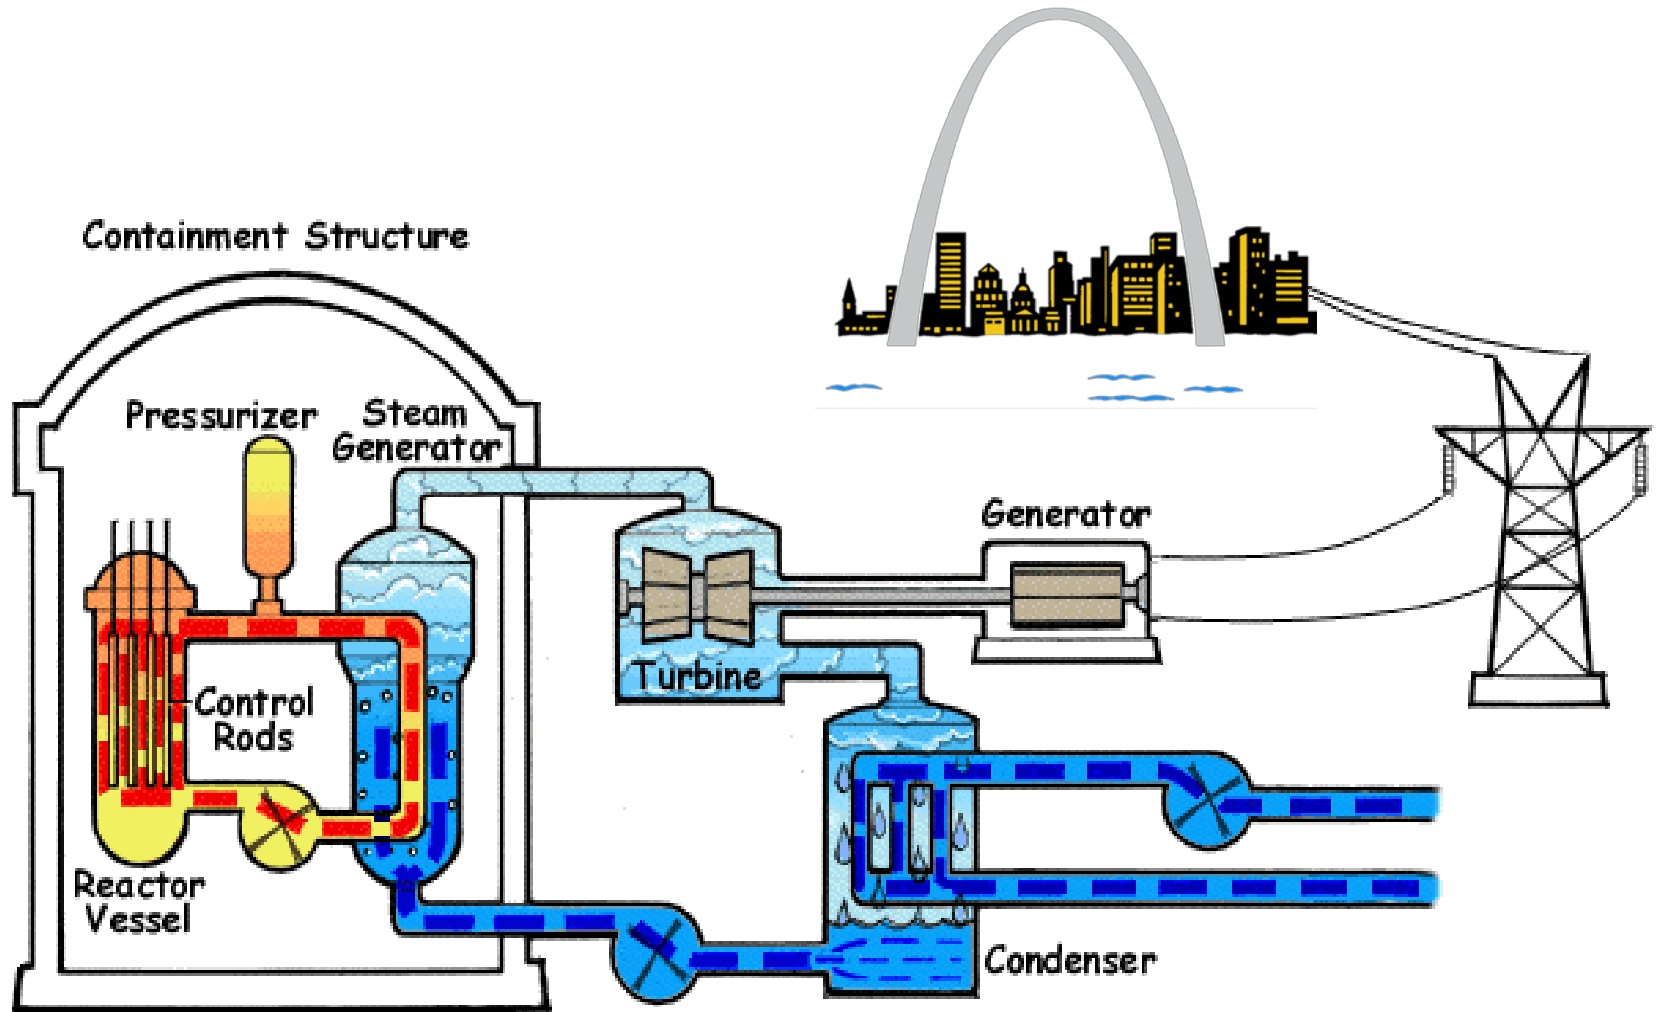 Containment Structure
Pressurizer
Steam
Generator
Generator
Turbine
Control
Rods
Reactor
Vessel
Condenser